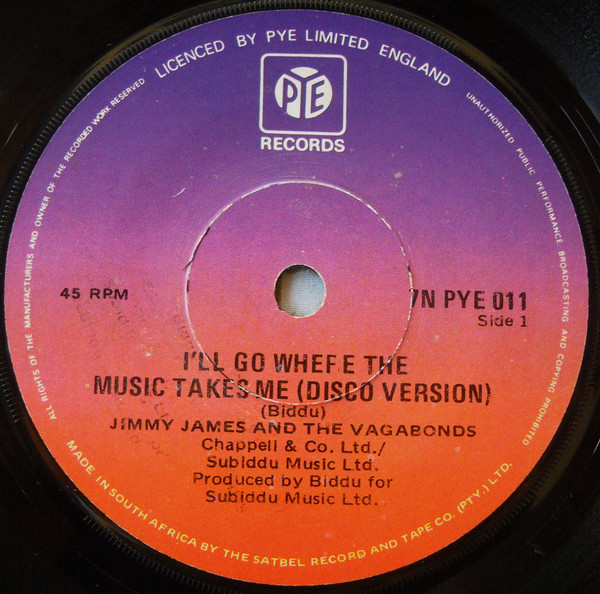 LICENCED BY PYE LIMITED ENGLAND
ALL RIGHTS OF THE MANUFACTURERS AND OWNER OF THE RECORDED WORK RESERVED
UNAUTHORIZED PUBLIC PERFORMANCE, BROADCASTING AND COPYING PROHIBITED
PYE
RECORDS
45 RPM
7N PYE 011
Side 1
I'LL GO WHERE THE
MUSIC TAKES ME (DISCO VERSION)
(Biddu)
JIMMY JAMES AND THE VAGABONDS
Chappell & Co. Ltd./
Subiddu Music Ltd.
Produced by Biddu for
Subiddu Music Ltd.
MADE IN SOUTH AFRICA BY THE SATBEL RECORD AND TAPE CO. (PTY.) LTD.